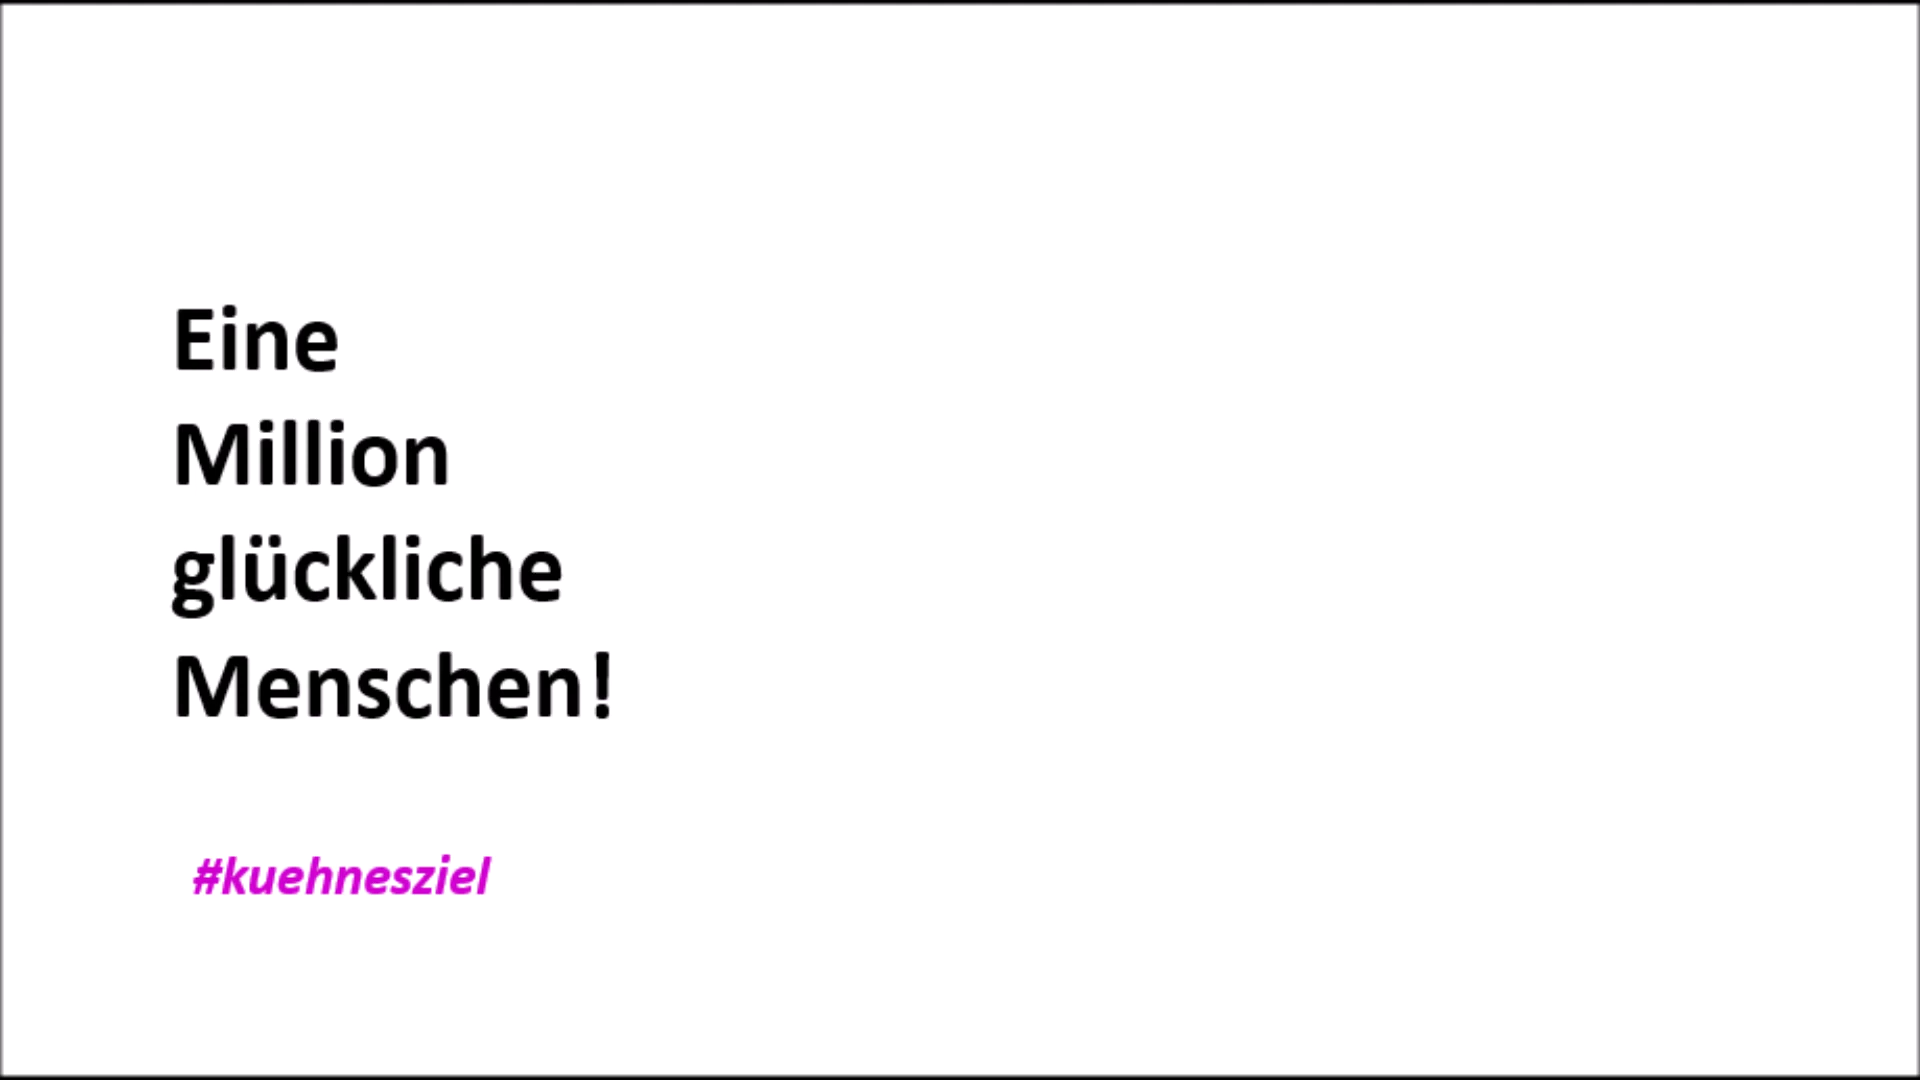 Eine
Million
glückliche
Menschen!
#kuehnesziel